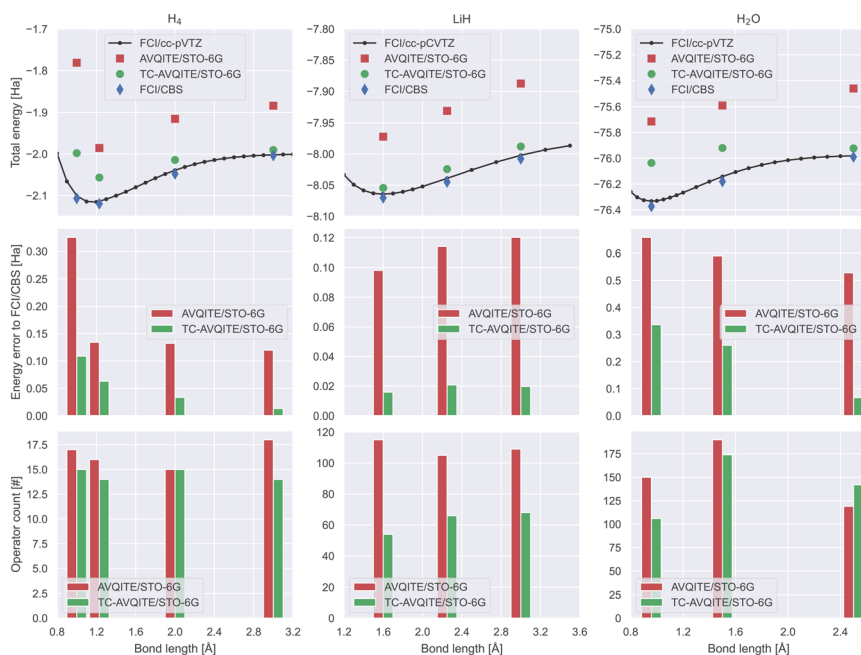 H₄
LiH
H₂O
Total energy [Ha]
−1.7
−1.8
−1.9
−2.0
−2.1
FCI/cc-pVTZ
AVQITE/STO-6G
TC-AVQITE/STO-6G
FCI/CBS
−7.80
−7.85
−7.90
−7.95
−8.00
−8.05
−8.10
FCI/cc-pCVTZ
AVQITE/STO-6G
TC-AVQITE/STO-6G
FCI/CBS
−75.0
−75.2
−75.4
−75.6
−75.8
−76.0
−76.2
−76.4
FCI/cc-pVTZ
AVQITE/STO-6G
TC-AVQITE/STO-6G
FCI/CBS
Energy error to FCI/CBS [Ha]
0.30
0.25
0.20
0.15
0.10
0.05
0.00
AVQITE/STO-6G
TC-AVQITE/STO-6G
0.12
0.10
0.08
0.06
0.04
0.02
0.00
AVQITE/STO-6G
TC-AVQITE/STO-6G
0.6
0.5
0.4
0.3
0.2
0.1
0.0
AVQITE/STO-6G
TC-AVQITE/STO-6G
Operator count [#]
17.5
15.0
12.5
10.0
7.5
5.0
2.5
0.0
AVQITE/STO-6G
TC-AVQITE/STO-6G
0.8 1.2 1.6 2.0 2.4 2.8 3.2
Bond length [Å]
120
100
80
60
40
20
0
AVQITE/STO-6G
TC-AVQITE/STO-6G
1.2 1.6 2.0 2.4 2.8 3.2 3.6
Bond length [Å]
175
150
125
100
75
50
25
0
AVQITE/STO-6G
TC-AVQITE/STO-6G
0.8 1.2 1.6 2.0 2.4
Bond length [Å]